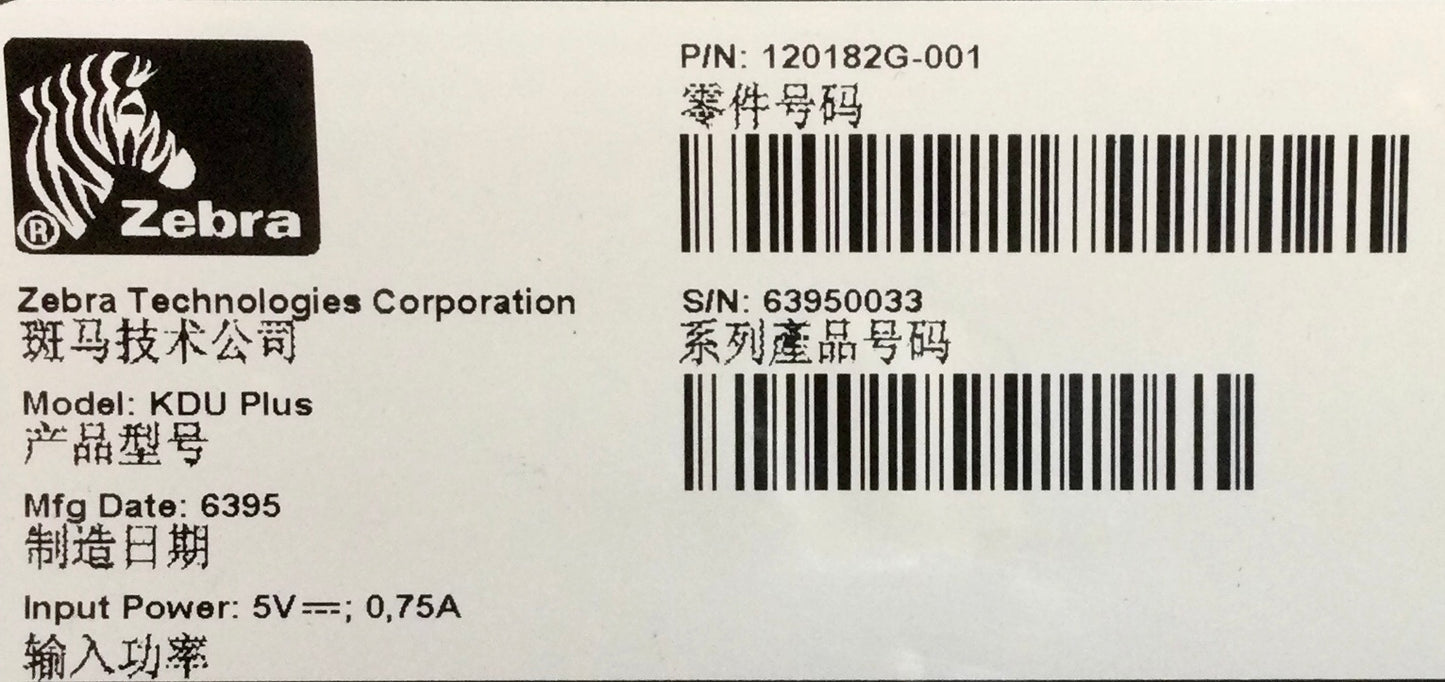 ® Zebra
Zebra Technologies Corporation
斑马技术公司
Model: KDU Plus
产品型号
Mfg Date: 6395
制造日期
Input Power: 5V⎓; 0,75A
输入功率
P/N: 120182G-001
零件号码
S/N: 63950033
系列產品号码